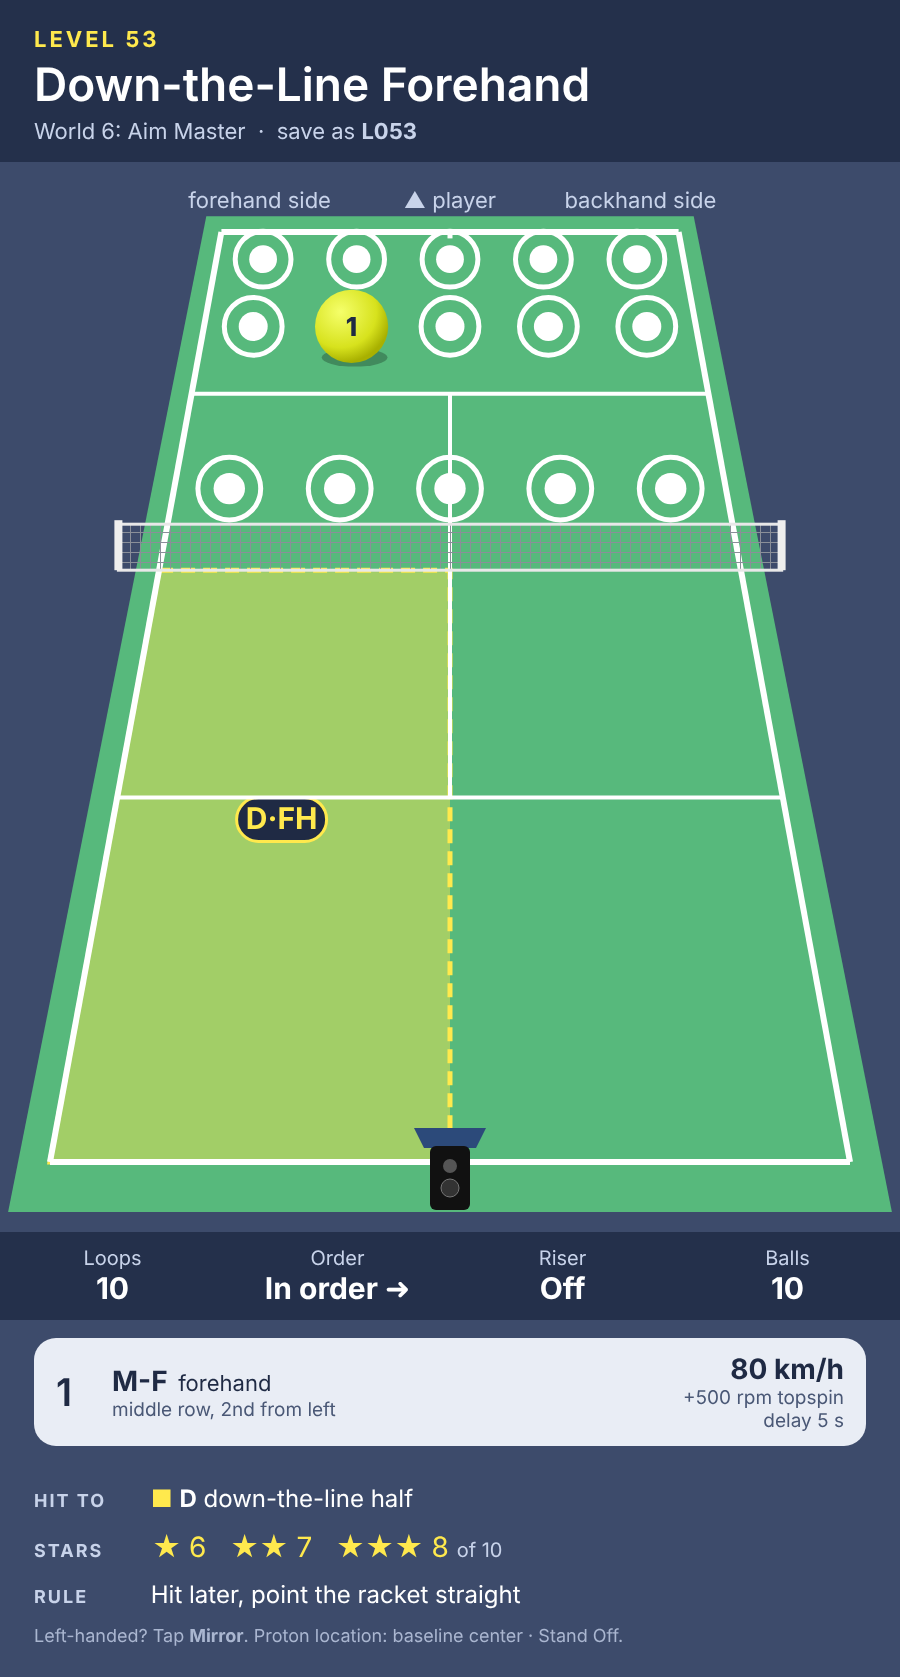 LEVEL 53
Down-the-Line Forehand
World 6: Aim Master · save as L053
forehand side ▲ player backhand side
1
D·FH
Loops Order Riser Balls
10 In order ➜ Off 10
1 M-F forehand 80 km/h
middle row, 2nd from left +500 rpm topspin
delay 5 s
HIT TO ■ D down-the-line half
STARS ★ 6 ★★ 7 ★★★ 8 of 10
RULE Hit later, point the racket straight
Left-handed? Tap Mirror. Proton location: baseline center · Stand Off.